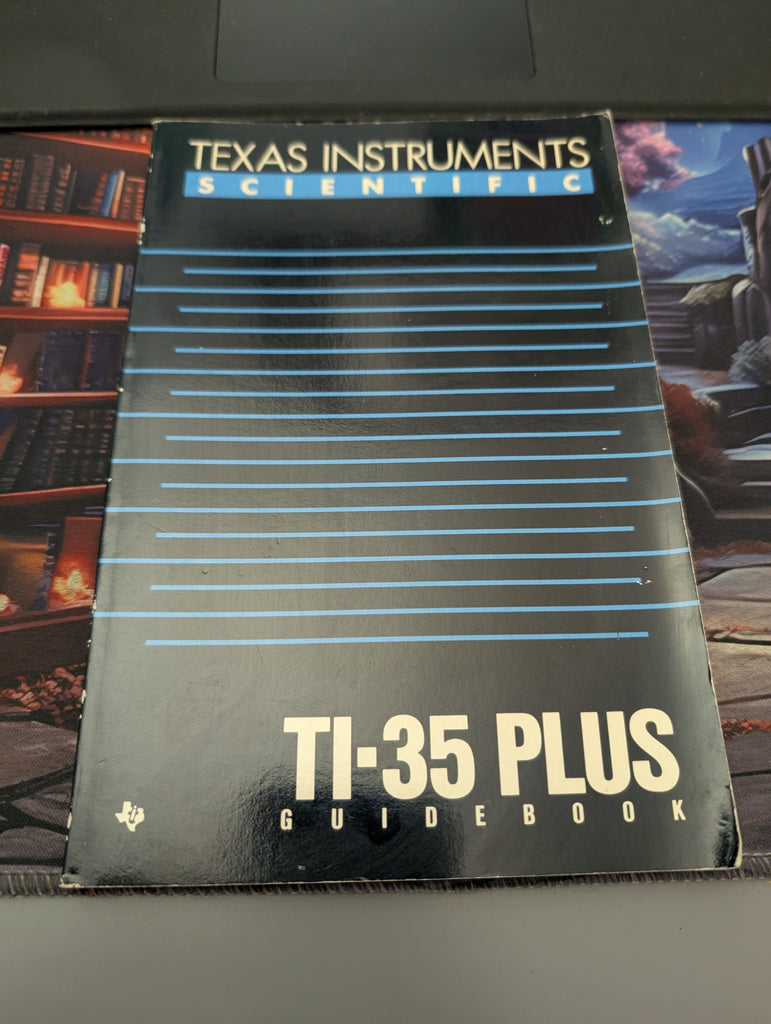 TEXAS INSTRUMENTS
SCIENTIFIC
TI-35 PLUS
GUIDEBOOK